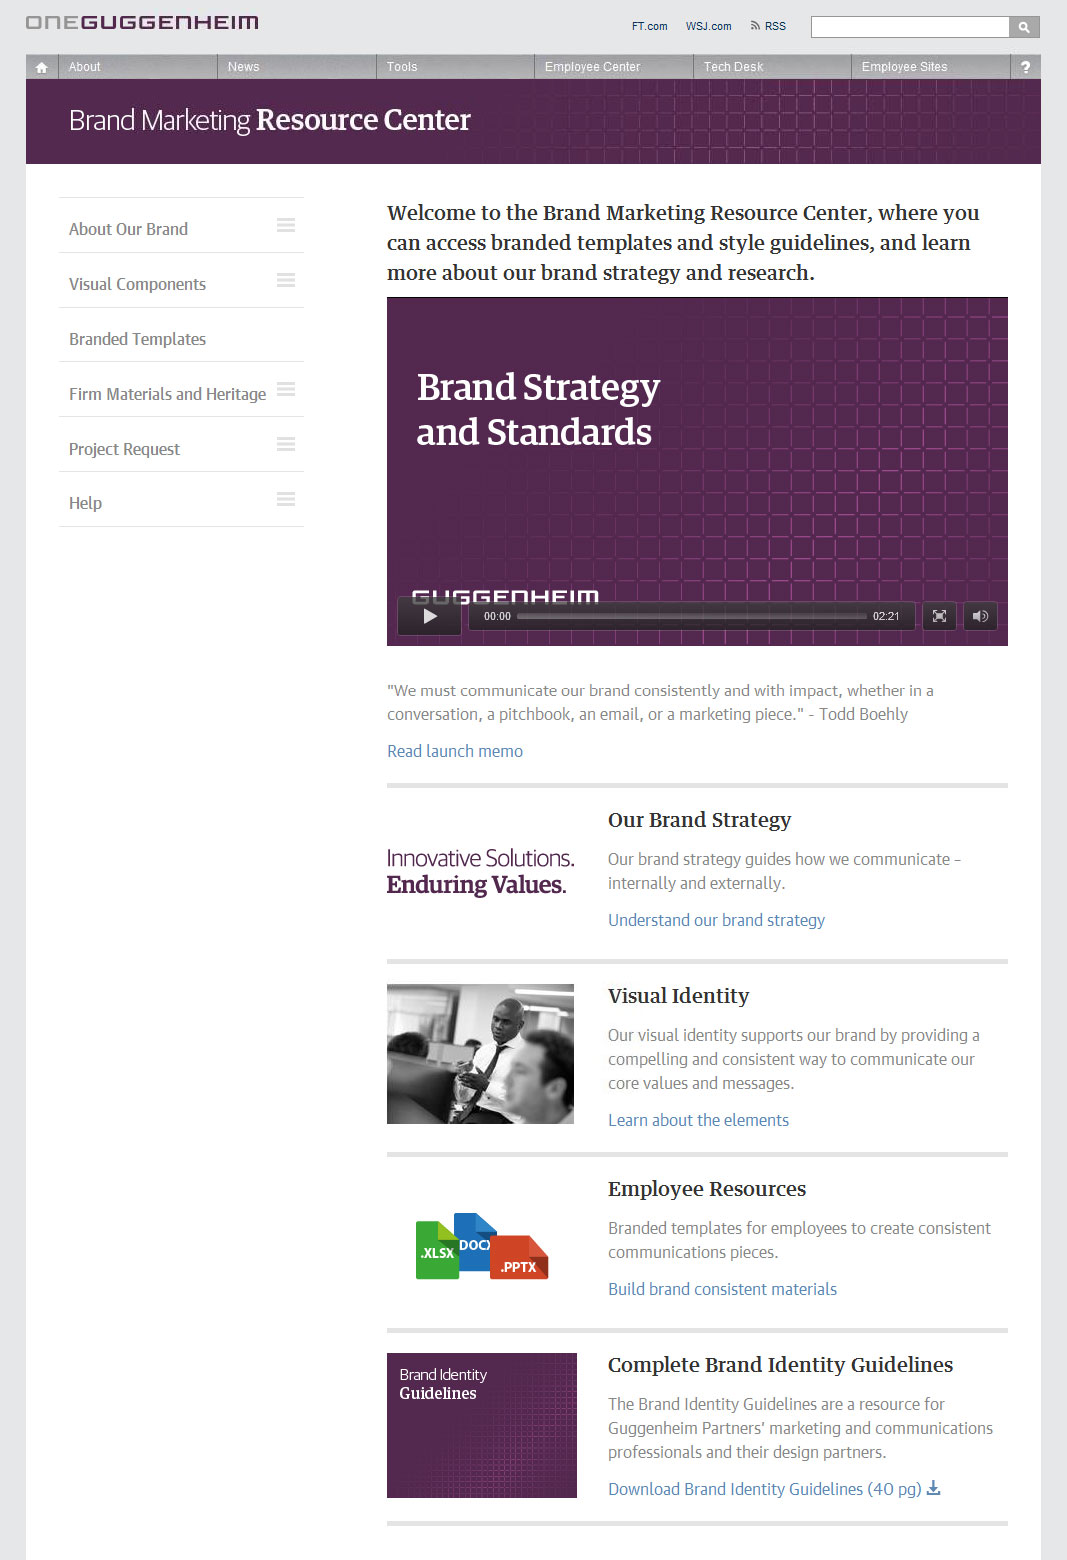 ONEGUGGENHEIM
FT.com WSJ.com RSS
About News Tools Employee Center Tech Desk Employee Sites ?
Brand Marketing Resource Center
About Our Brand
Visual Components
Branded Templates
Firm Materials and Heritage
Project Request
Help
Welcome to the Brand Marketing Resource Center, where you
can access branded templates and style guidelines, and learn
more about our brand strategy and research.
Brand Strategy
and Standards
GUGGENHEIM
00:00 02:21
"We must communicate our brand consistently and with impact, whether in a
conversation, a pitchbook, an email, or a marketing piece." - Todd Boehly
Read launch memo
Innovative Solutions.
Enduring Values.
Our Brand Strategy
Our brand strategy guides how we communicate –
internally and externally.
Understand our brand strategy
Visual Identity
Our visual identity supports our brand by providing a
compelling and consistent way to communicate our
core values and messages.
Learn about the elements
.XLSX DOCX .PPTX
Employee Resources
Branded templates for employees to create consistent
communications pieces.
Build brand consistent materials
Brand Identity
Guidelines
Complete Brand Identity Guidelines
The Brand Identity Guidelines are a resource for
Guggenheim Partners’ marketing and communications
professionals and their design partners.
Download Brand Identity Guidelines (40 pg)